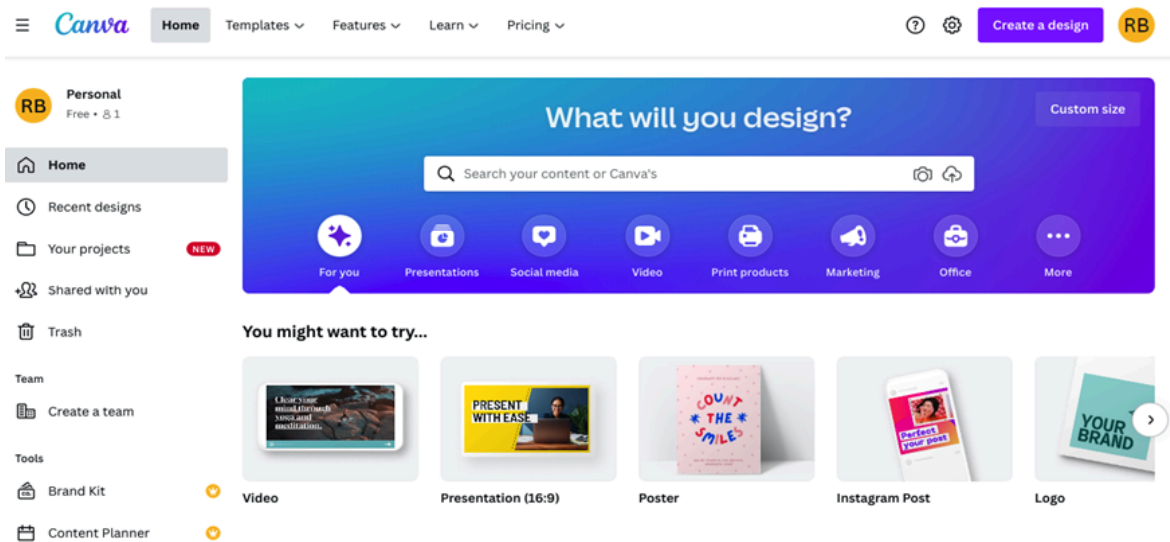 Canva
Home
Templates
Features
Learn
Pricing
Create a design
RB
RB
Personal
Free • 1
Home
Recent designs
Your projects
NEW
Shared with you
Trash
Team
Create a team
Tools
Brand Kit
Content Planner
What will you design?
Custom size
Search your content or Canva's
For you
Presentations
Social media
Video
Print products
Marketing
Office
More
You might want to try...
Clear your
mind through
yoga and
meditation.
Video
PRESENT
WITH EASE
Presentation (16:9)
COUNT
* THE *
SMILES
Poster
Perfect
your post
Instagram Post
YOUR
BRAND
Logo